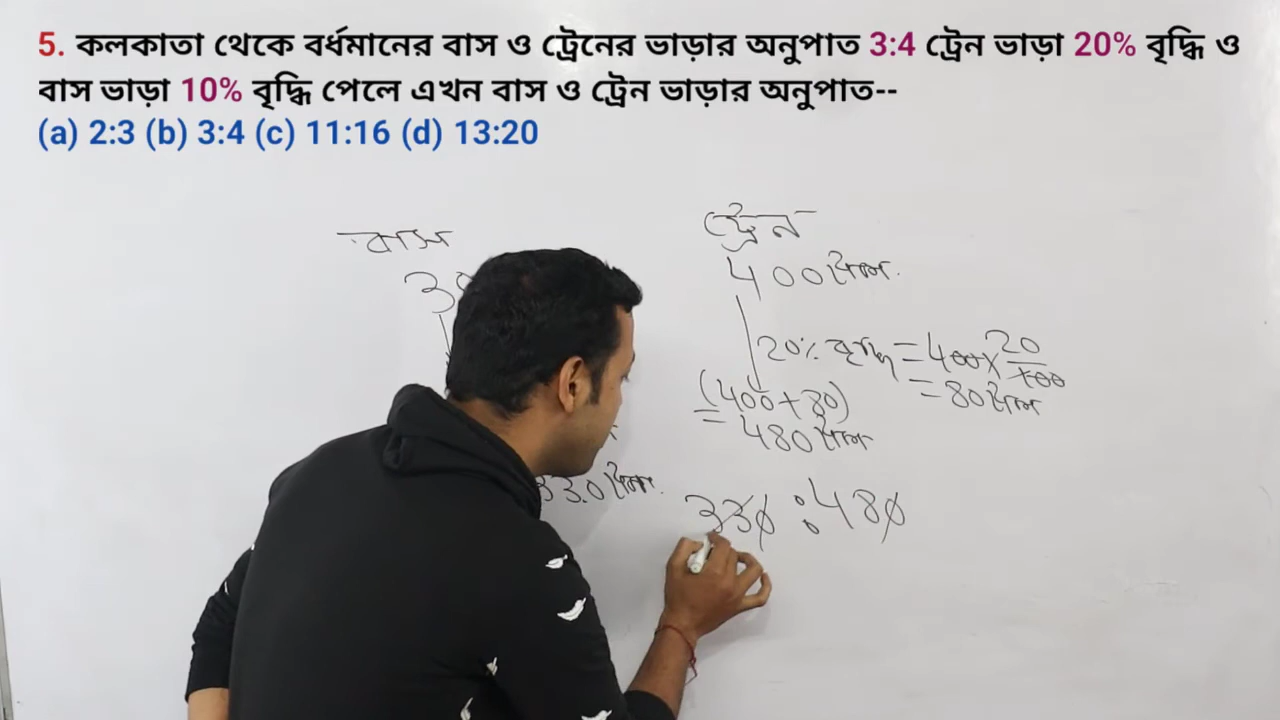 5. কলকাতা থেকে বর্ধমানের বাস ও ট্রেনের ভাড়ার অনুপাত 3:4 ট্রেন ভাড়া 20% বৃদ্ধি ও
বাস ভাড়া 10% বৃদ্ধি পেলে এখন বাস ও ট্রেন ভাড়ার অনুপাত--
(a) 2:3 (b) 3:4 (c) 11:16 (d) 13:20
বাস
ট্রেন
400 টাকা
20% বৃদ্ধি = 400 x 20/100
= 80 টাকা
(400+80)
= 480 টাকা
330 টাকা
330 : 480